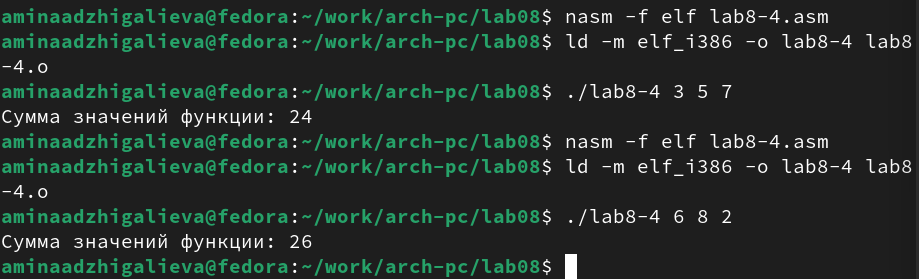 aminaadzhigalieva@fedora:~/work/arch-pc/lab08$ nasm -f elf lab8-4.asm
aminaadzhigalieva@fedora:~/work/arch-pc/lab08$ ld -m elf_i386 -o lab8-4 lab8
-4.o
aminaadzhigalieva@fedora:~/work/arch-pc/lab08$ ./lab8-4 3 5 7
Сумма значений функции: 24
aminaadzhigalieva@fedora:~/work/arch-pc/lab08$ nasm -f elf lab8-4.asm
aminaadzhigalieva@fedora:~/work/arch-pc/lab08$ ld -m elf_i386 -o lab8-4 lab8
-4.o
aminaadzhigalieva@fedora:~/work/arch-pc/lab08$ ./lab8-4 6 8 2
Сумма значений функции: 26
aminaadzhigalieva@fedora:~/work/arch-pc/lab08$